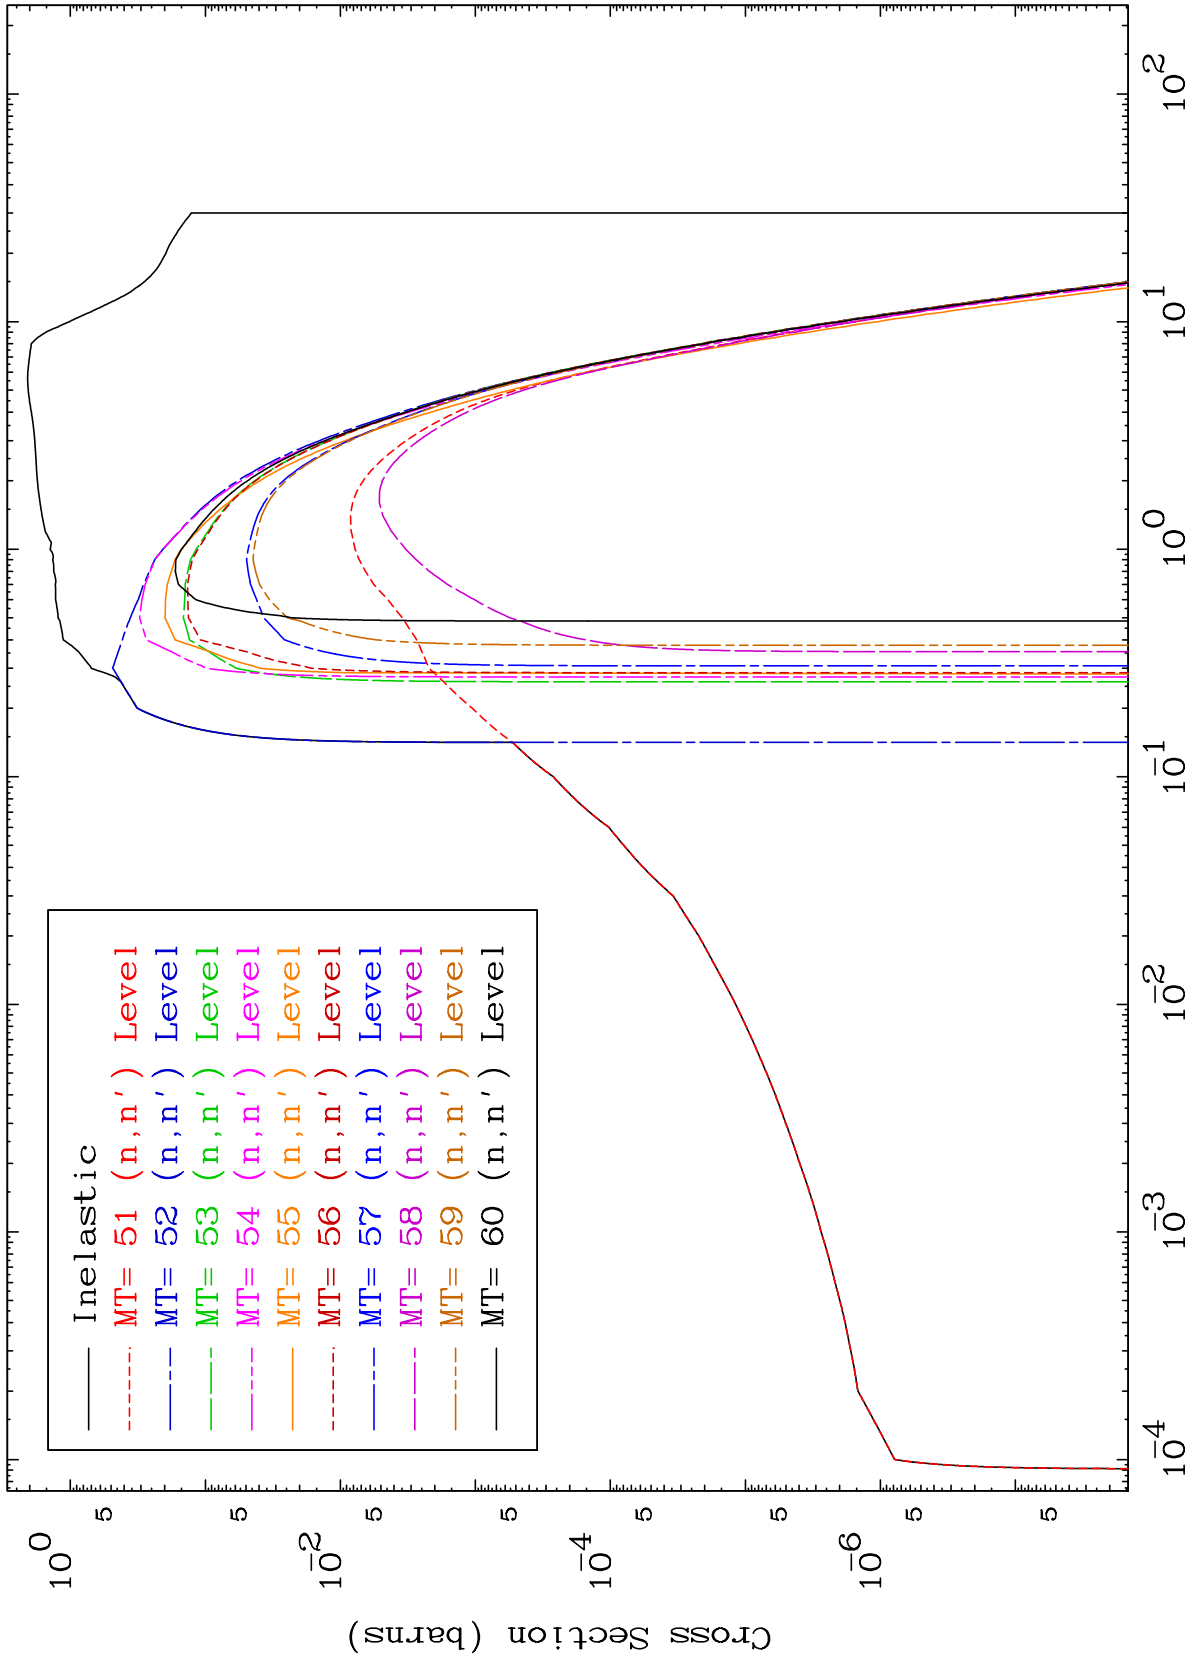 Cross Section (barns)
10^0
5
5
10^-2
5
5
10^-4
5
5
10^-6
5
5
Inelastic
MT= 51 (n,n') Level
MT= 52 (n,n') Level
MT= 53 (n,n') Level
MT= 54 (n,n') Level
MT= 55 (n,n') Level
MT= 56 (n,n') Level
MT= 57 (n,n') Level
MT= 58 (n,n') Level
MT= 59 (n,n') Level
MT= 60 (n,n') Level
10^-4
10^-3
10^-2
10^-1
10^0
10^1
10^2